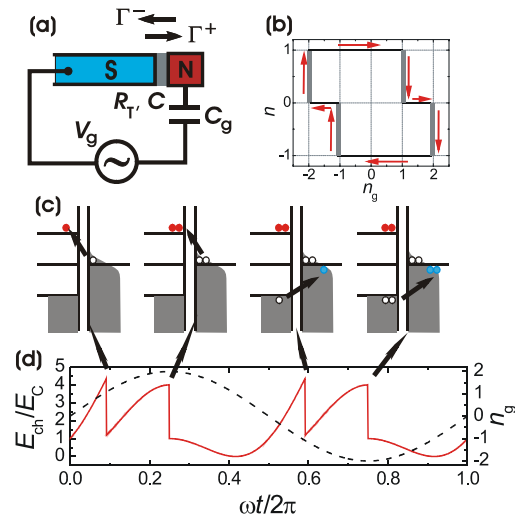 (a)
Γ⁻
Γ⁺
S
N
R_T, C
C_g
V_g
~
(b)
1
0
-1
n
-2 -1 0 1 2
n_g
(c)
(d)
E_ch/E_C
5
4
3
2
1
0
2
1
0
-1
-2
n_g
0.0 0.2 0.4 0.6 0.8 1.0
ωt/2π